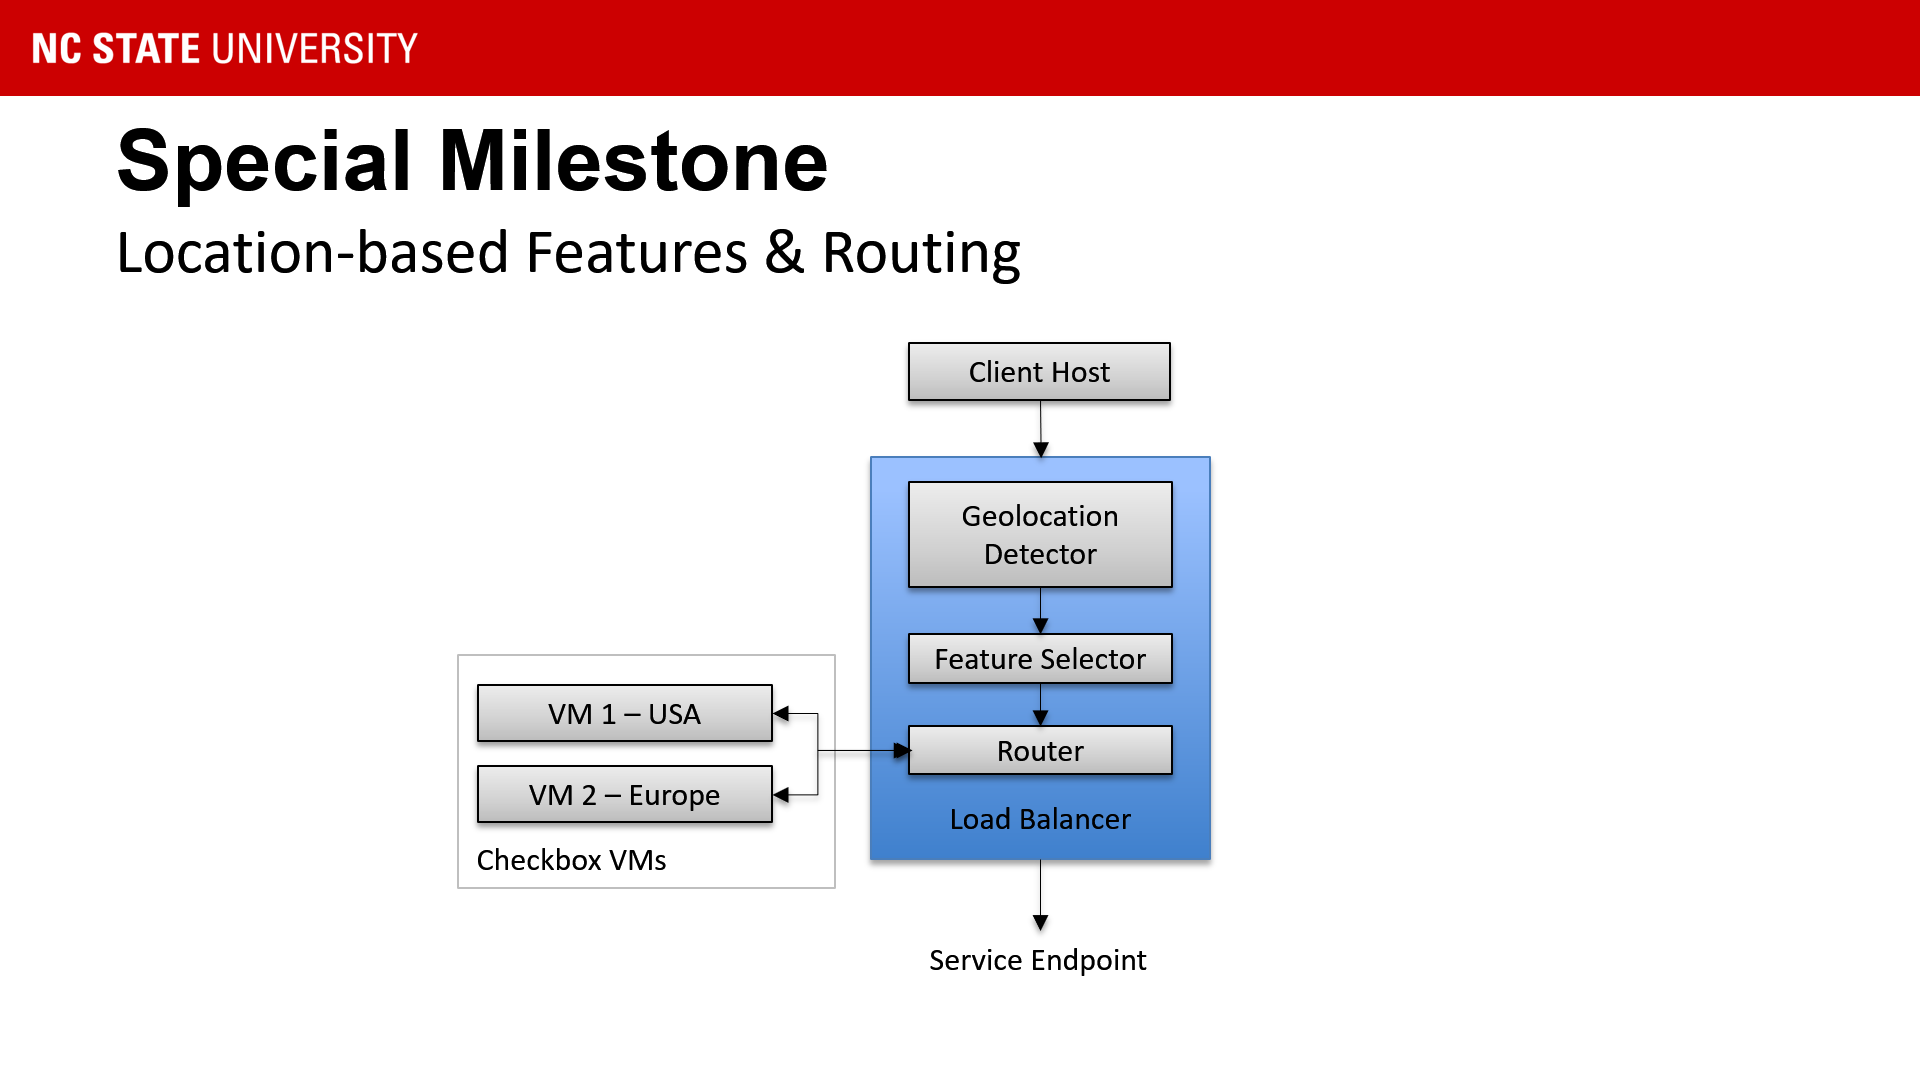 NC STATE UNIVERSITY
Special Milestone
Location-based Features & Routing
Client Host
Geolocation
Detector
Feature Selector
Router
Load Balancer
VM 1 – USA
VM 2 – Europe
Checkbox VMs
Service Endpoint